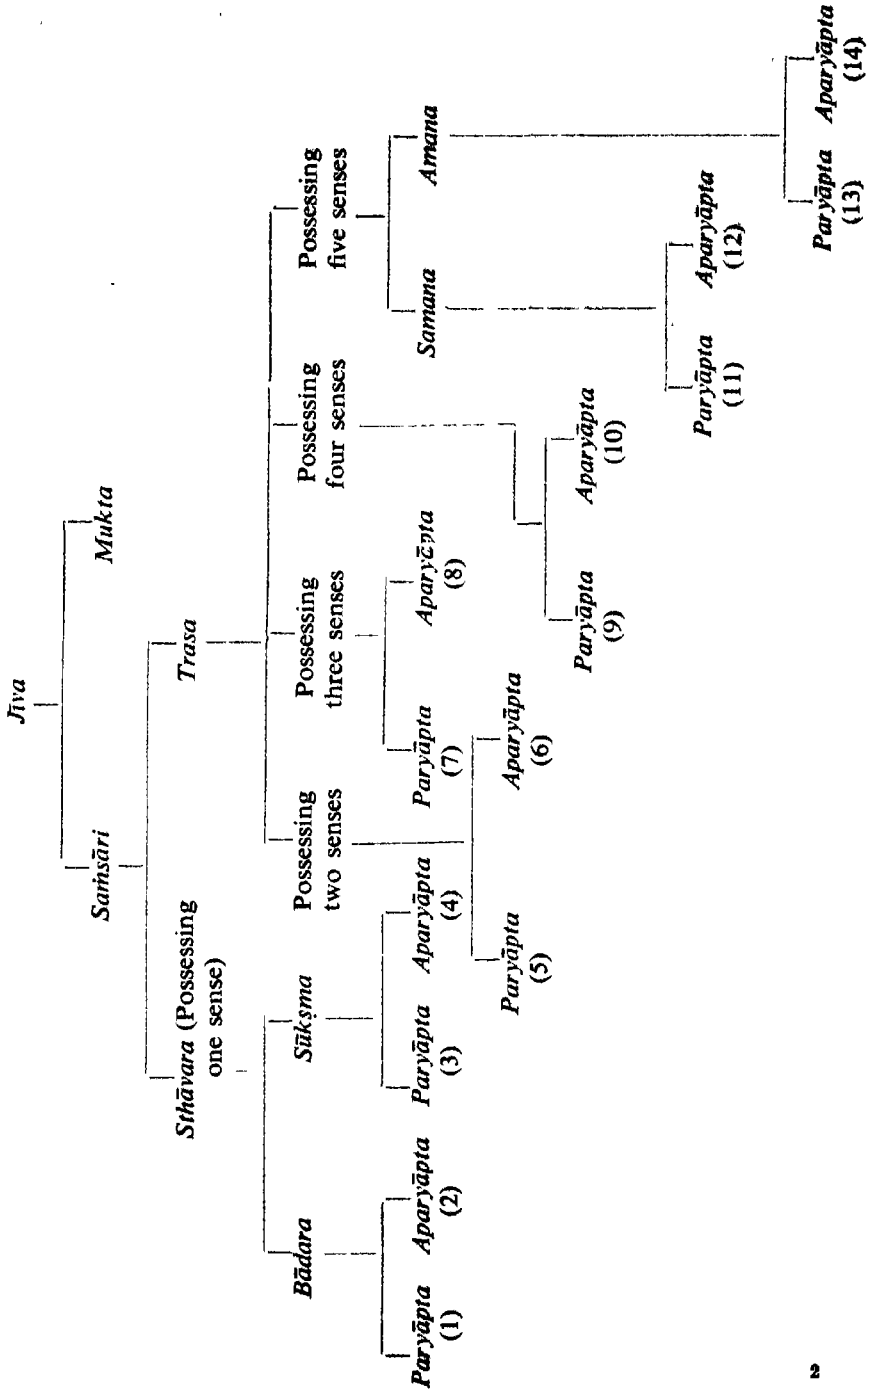 Jīva
Saṁsāri
Mukta
Sthāvara (Possessing
one sense)
Trasa
Bādara
Sūkṣma
Possessing
two senses
Possessing
three senses
Possessing
four senses
Possessing
five senses
Paryāpta
(1)
Aparyāpta
(2)
Paryāpta
(3)
Aparyāpta
(4)
Paryāpta
(5)
Aparyāpta
(6)
Paryāpta
(7)
Aparyāpta
(8)
Paryāpta
(9)
Aparyāpta
(10)
Samana
Amana
Paryāpta
(11)
Aparyāpta
(12)
Paryāpta
(13)
Aparyāpta
(14)
2